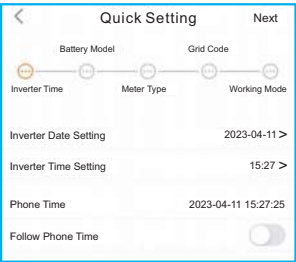 Quick Setting Next
Battery Model Grid Code
Inverter Time Meter Type Working Mode
Inverter Date Setting 2023-04-11 >
Inverter Time Setting 15:27 >
Phone Time 2023-04-11 15:27:25
Follow Phone Time